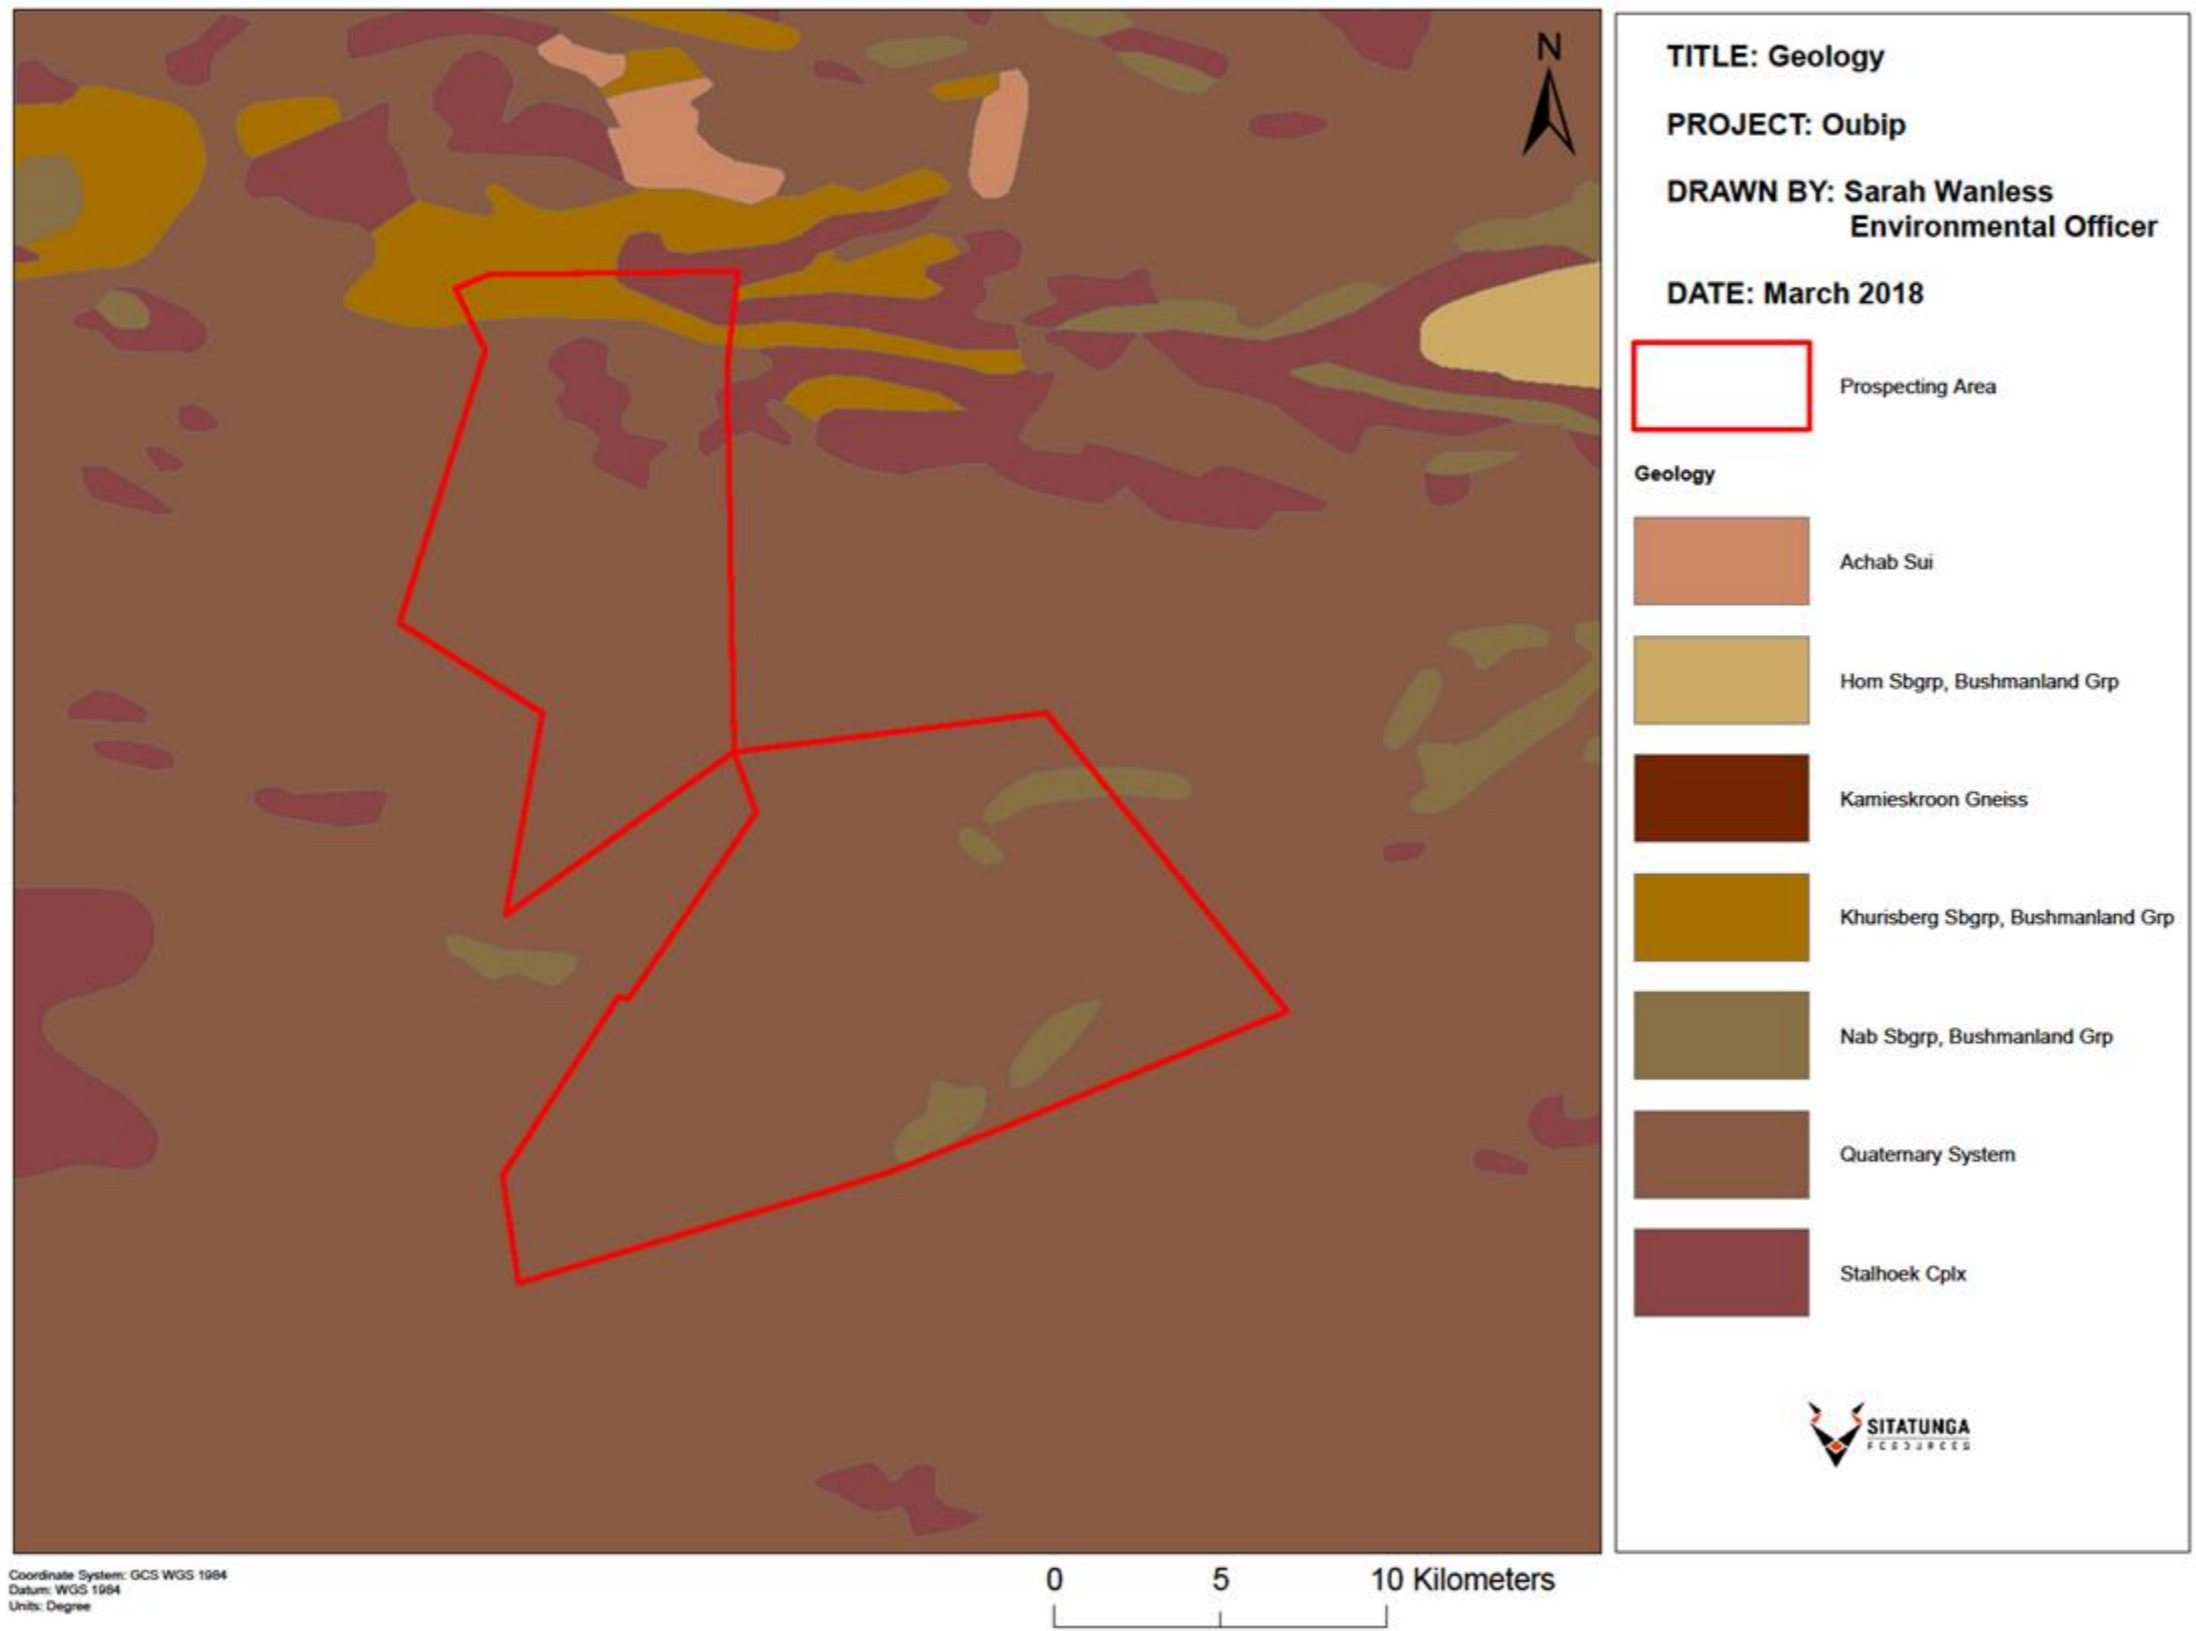 N
TITLE: Geology
PROJECT: Oubip
DRAWN BY: Sarah Wanless
Environmental Officer
DATE: March 2018
Prospecting Area
Geology
Achab Sui
Hom Sbgrp, Bushmanland Grp
Kamieskroon Gneiss
Khurisberg Sbgrp, Bushmanland Grp
Nab Sbgrp, Bushmanland Grp
Quaternary System
Stalhoek Cplx
SITATUNGA
RESOURCES
Coordinate System: GCS WGS 1984
Datum: WGS 1984
Units: Degree
0 5 10 Kilometers